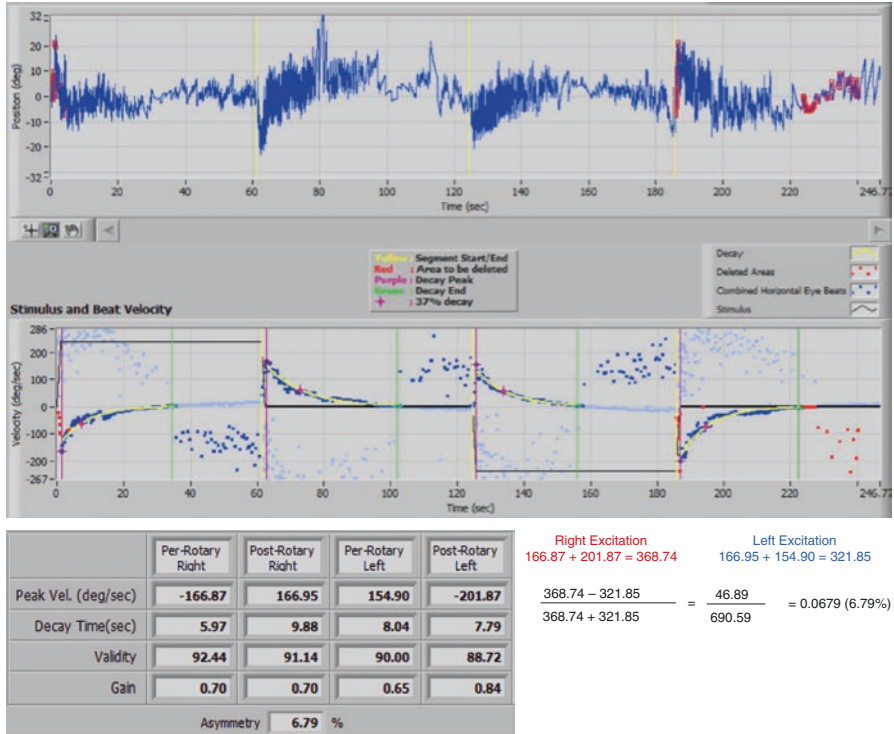 32
20
10
0
-10
-20
-32
Position (deg)
0 20 40 60 80 100 120 140 160 180 200 220 246.77
Time (sec)
Yellow : Segment Start/End
Red : Area to be deleted
Purple : Decay Peak
Green : Decay End
: 37% decay
Decay
Deleted Areas
Combined Horizontal Eye Beats
Stimulus
Stimulus and Beat Velocity
286
200
100
0
-100
-200
-267
Velocity (deg/sec)
0 20 40 60 80 100 120 140 160 180 200 220 246.77
Time (sec)
Per-Rotary Right Post-Rotary Right Per-Rotary Left Post-Rotary Left
Peak Vel. (deg/sec) -166.87 166.95 154.90 -201.87
Decay Time(sec) 5.97 9.88 8.04 7.79
Validity 92.44 91.14 90.00 88.72
Gain 0.70 0.70 0.65 0.84
Asymmetry 6.79 %
Right Excitation
166.87 + 201.87 = 368.74
Left Excitation
166.95 + 154.90 = 321.85
368.74 – 321.85
368.74 + 321.85
=
46.89
690.59
= 0.0679 (6.79%)